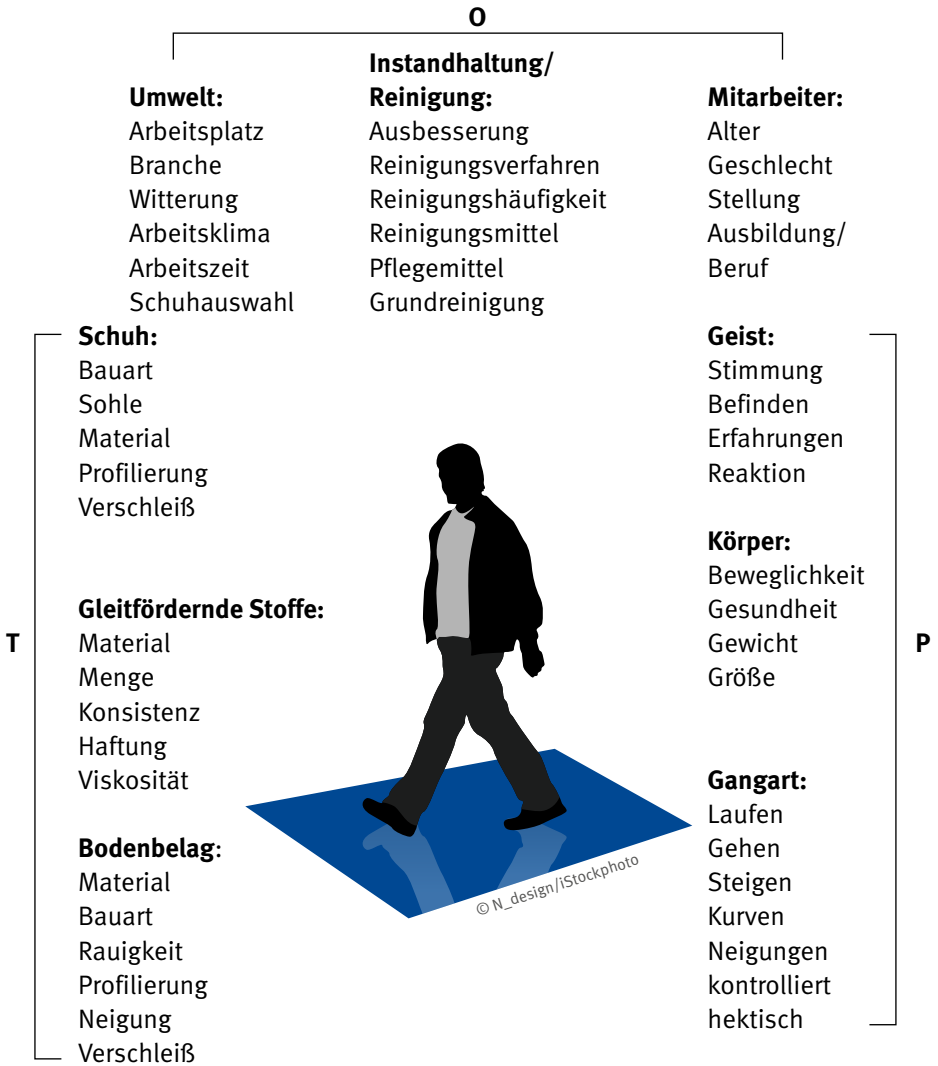 O
Umwelt:
Arbeitsplatz
Branche
Witterung
Arbeitsklima
Arbeitszeit
Schuhauswahl
Instandhaltung/
Reinigung:
Ausbesserung
Reinigungsverfahren
Reinigungshäufigkeit
Reinigungsmittel
Pflegemittel
Grundreinigung
Mitarbeiter:
Alter
Geschlecht
Stellung
Ausbildung/
Beruf
T
Schuh:
Bauart
Sohle
Material
Profilierung
Verschleiß
Gleitfördernde Stoffe:
Material
Menge
Konsistenz
Haftung
Viskosität
Bodenbelag:
Material
Bauart
Rauigkeit
Profilierung
Neigung
Verschleiß
© N_design/iStockphoto
Geist:
Stimmung
Befinden
Erfahrungen
Reaktion
Körper:
Beweglichkeit
Gesundheit
Gewicht
Größe
Gangart:
Laufen
Gehen
Steigen
Kurven
Neigungen
kontrolliert
hektisch
P